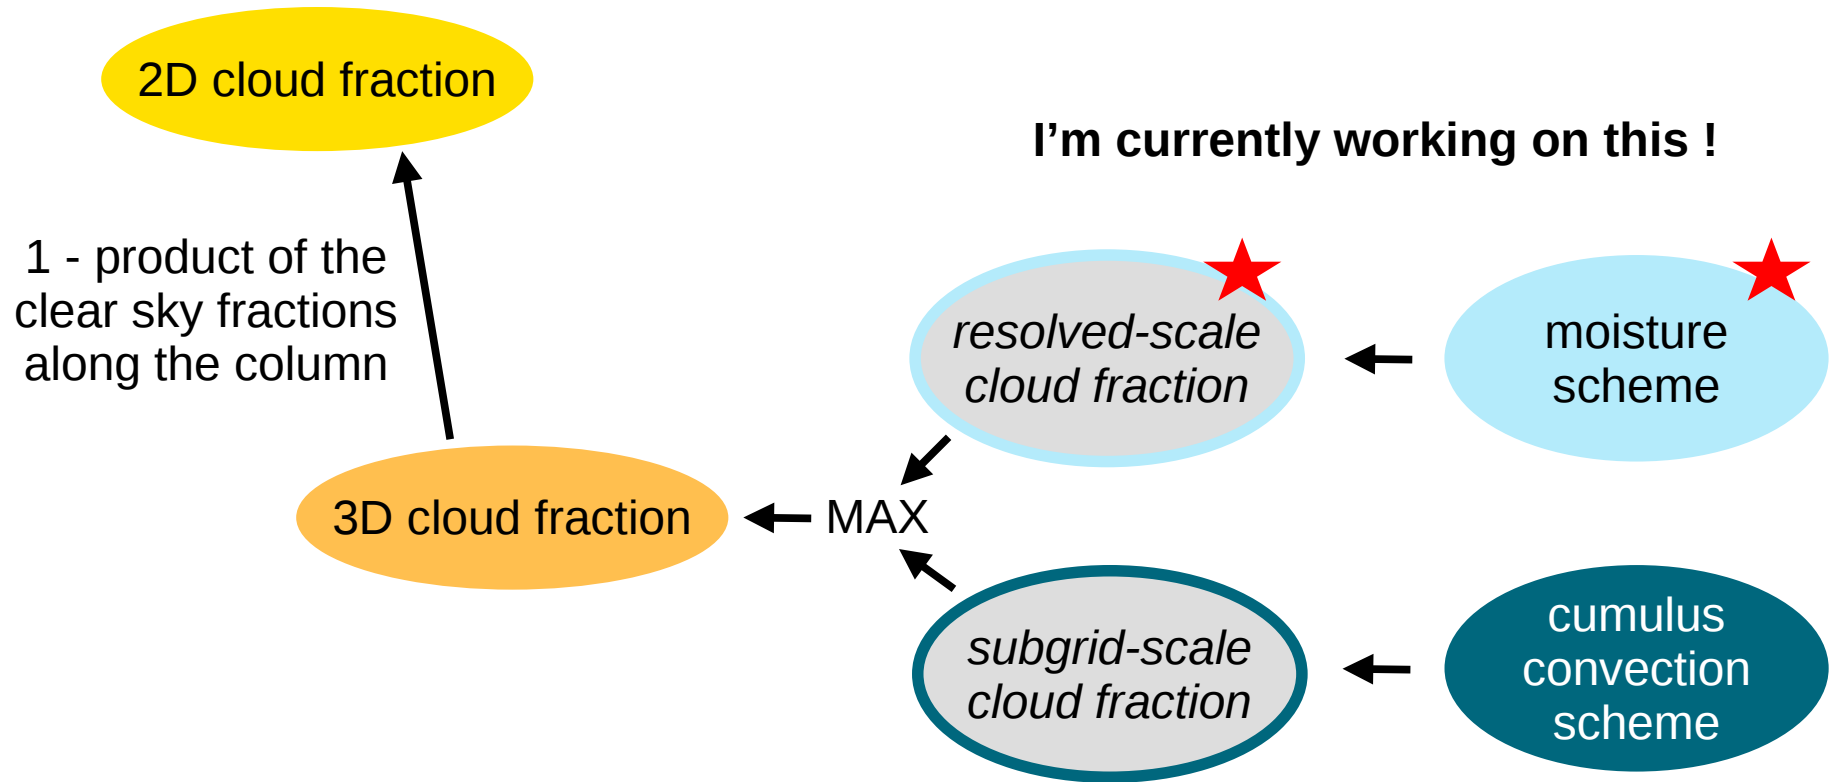 2D cloud fraction
I’m currently working on this !
1 - product of the
clear sky fractions
along the column
resolved-scale
cloud fraction
moisture
scheme
3D cloud fraction
MAX
subgrid-scale
cloud fraction
cumulus
convection
scheme